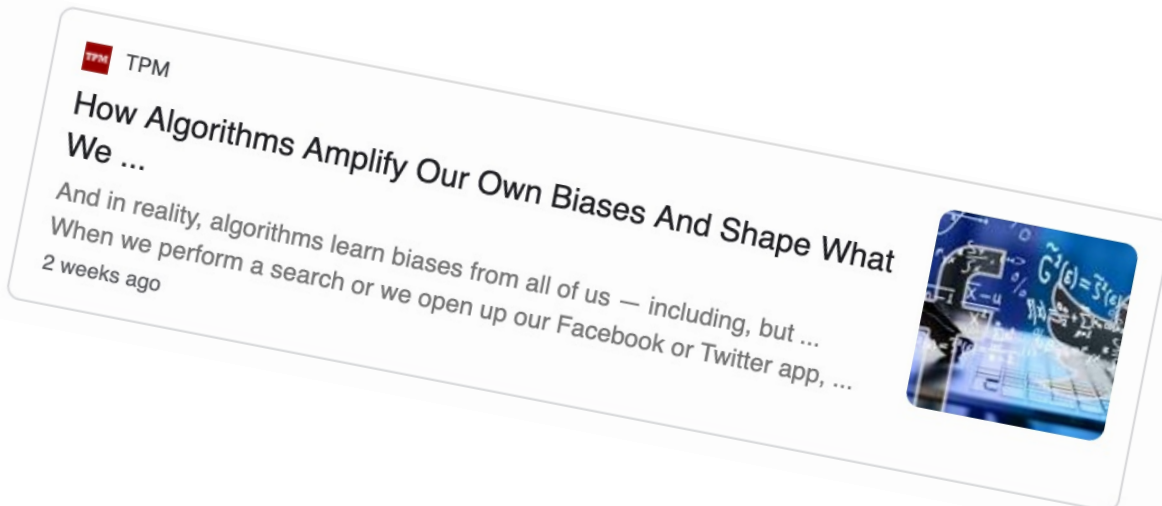 TPM
TPM
How Algorithms Amplify Our Own Biases And Shape What
We ...
And in reality, algorithms learn biases from all of us — including, but ...
When we perform a search or we open up our Facebook or Twitter app, ...
2 weeks ago